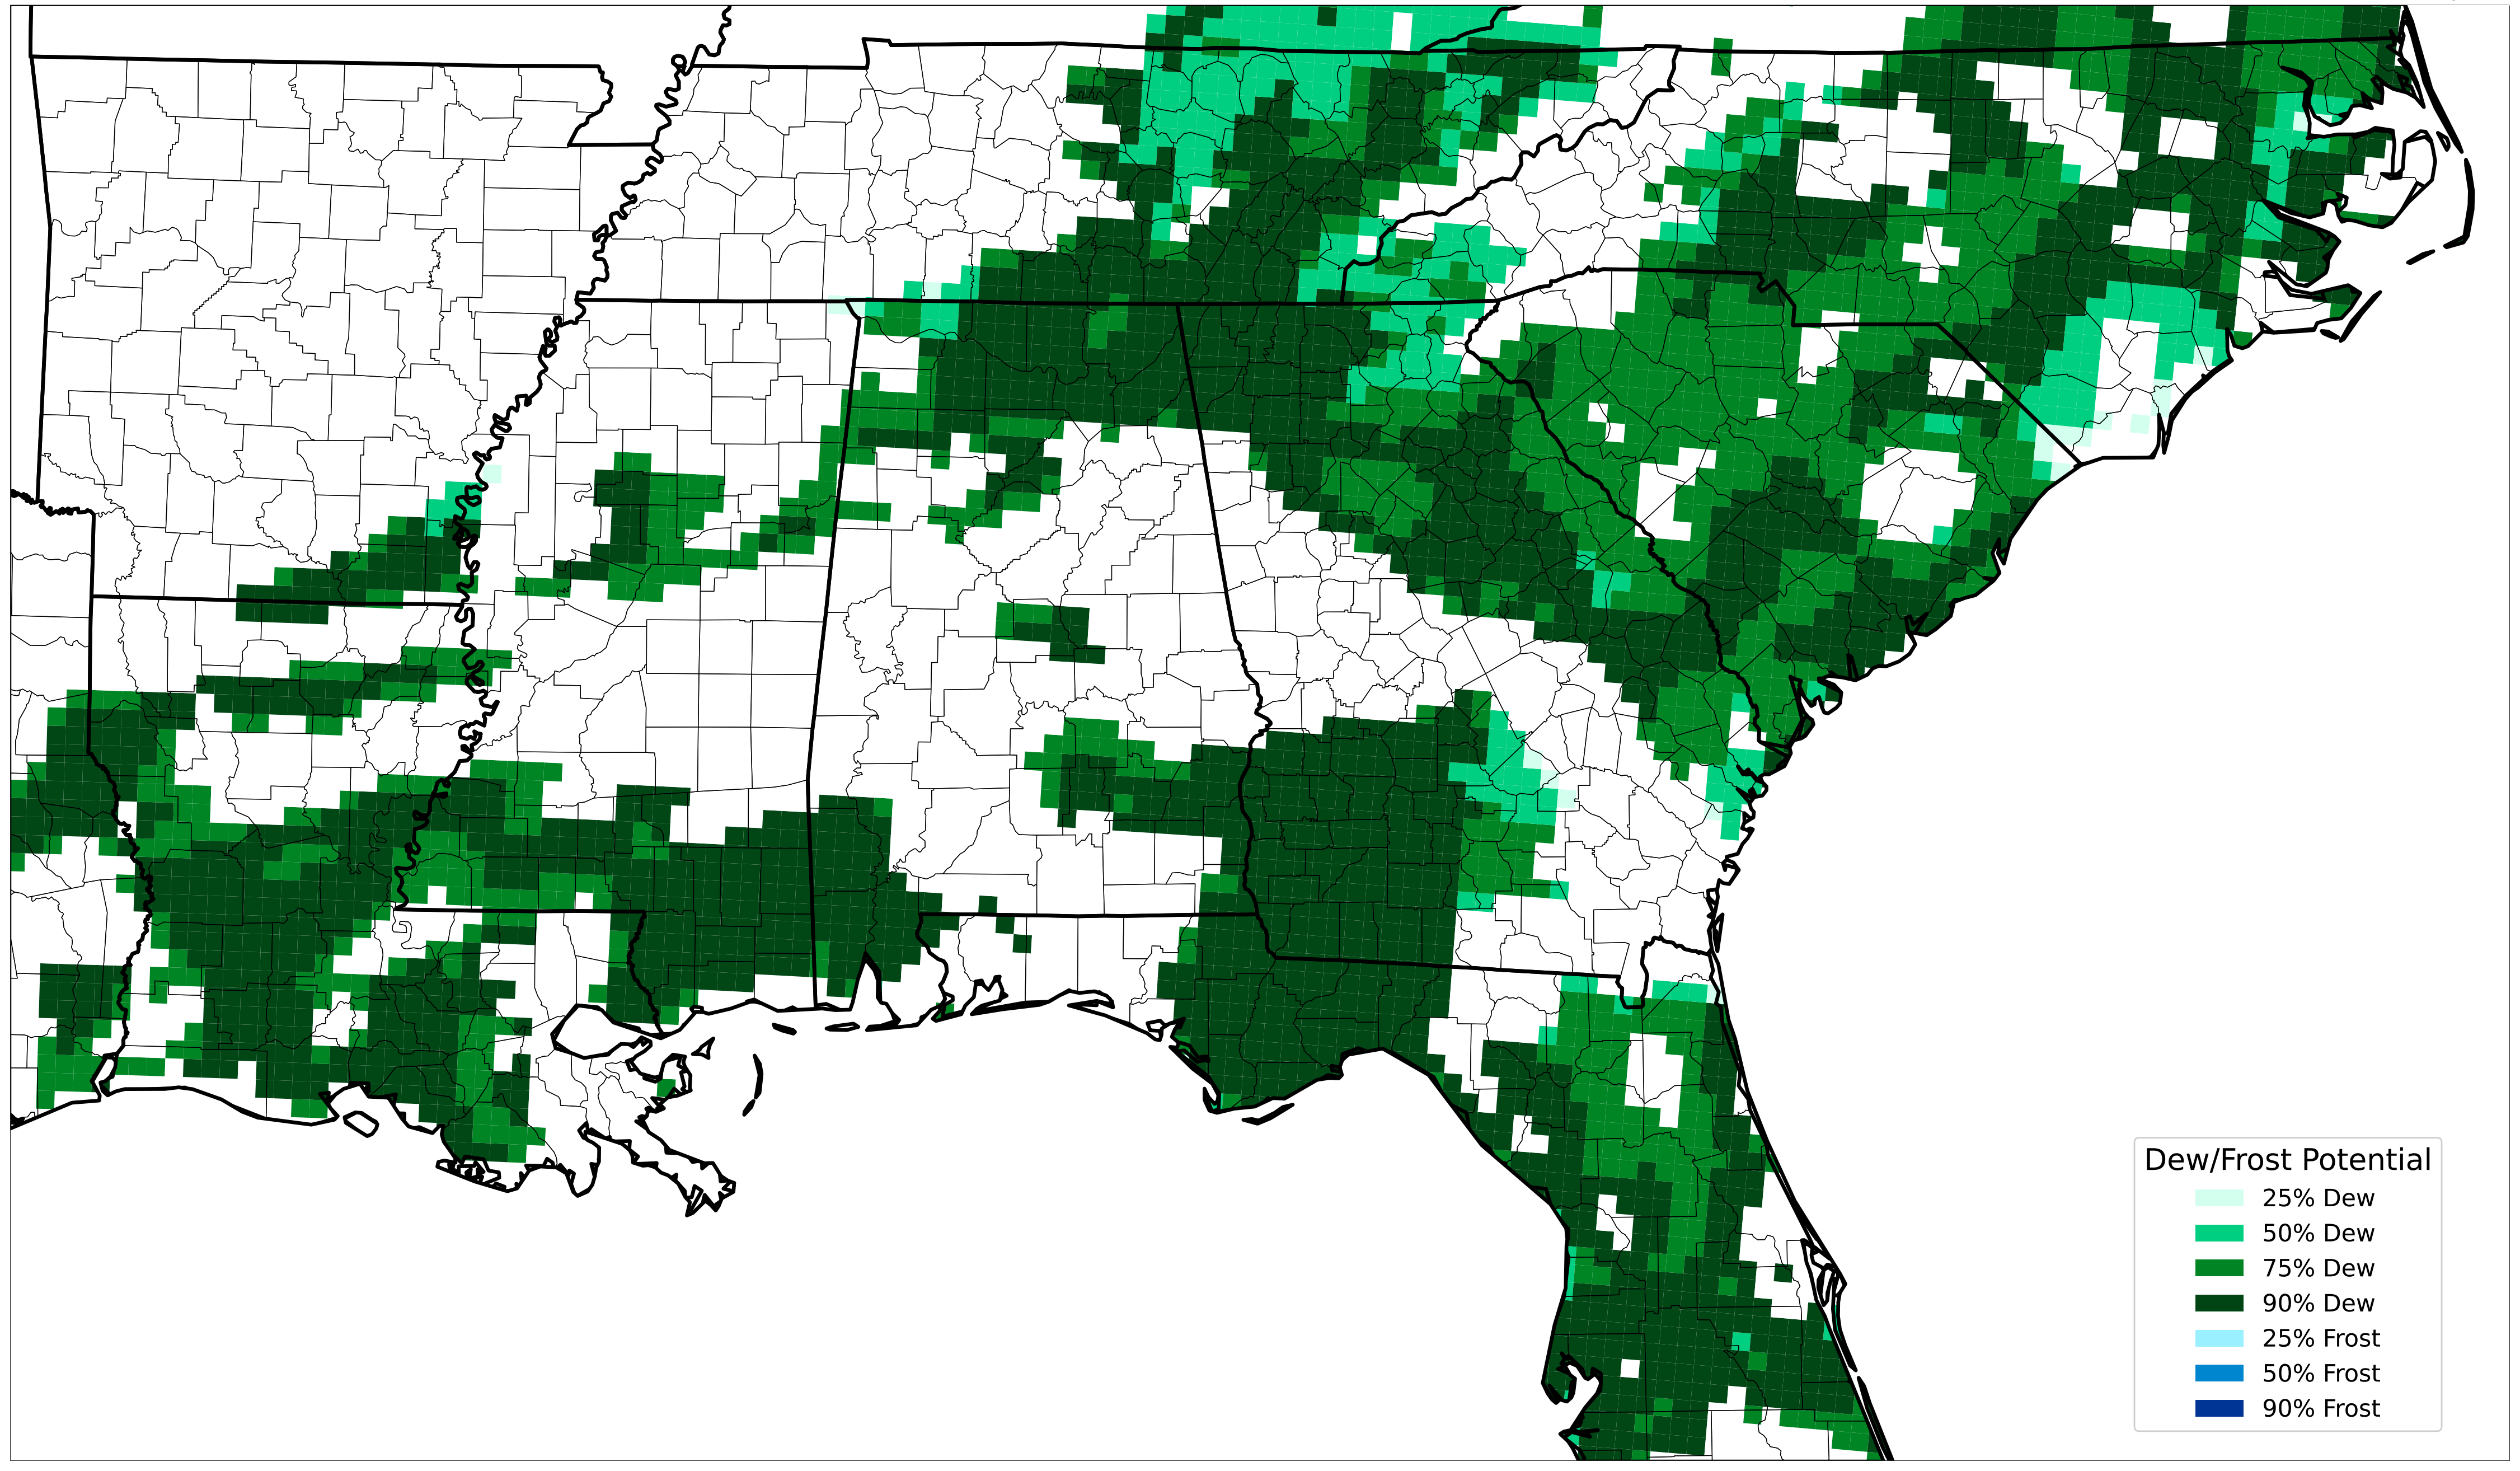 Dew/Frost Potential
25% Dew
50% Dew
75% Dew
90% Dew
25% Frost
50% Frost
90% Frost